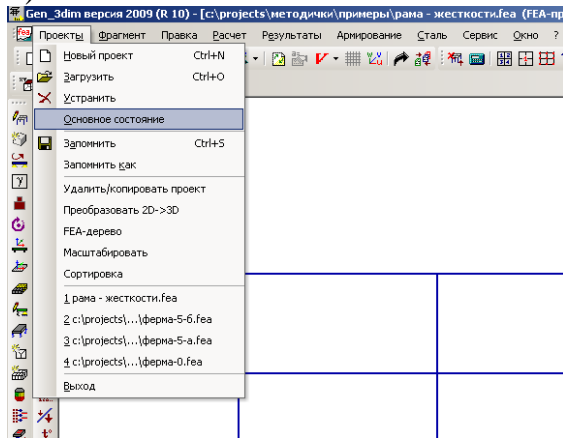 Gen_3dim версия 2009 (R 10) - [c:\projects\методички\примеры\рама - жесткости.fea (FEA-пр
Проекты Фрагмент Правка Расчет Результаты Армирование Сталь Сервис Окно ?
Новый проект Ctrl+N
Загрузить Ctrl+O
Устранить
Основное состояние
Запомнить Ctrl+S
Запомнить как
Удалить/копировать проект
Преобразовать 2D->3D
FEA-дерево
Масштабировать
Сортировка
1 рама - жесткости.fea
2 c:\projects\...\ферма-5-б.fea
3 c:\projects\...\ферма-5-а.fea
4 c:\projects\...\ферма-0.fea
Выход